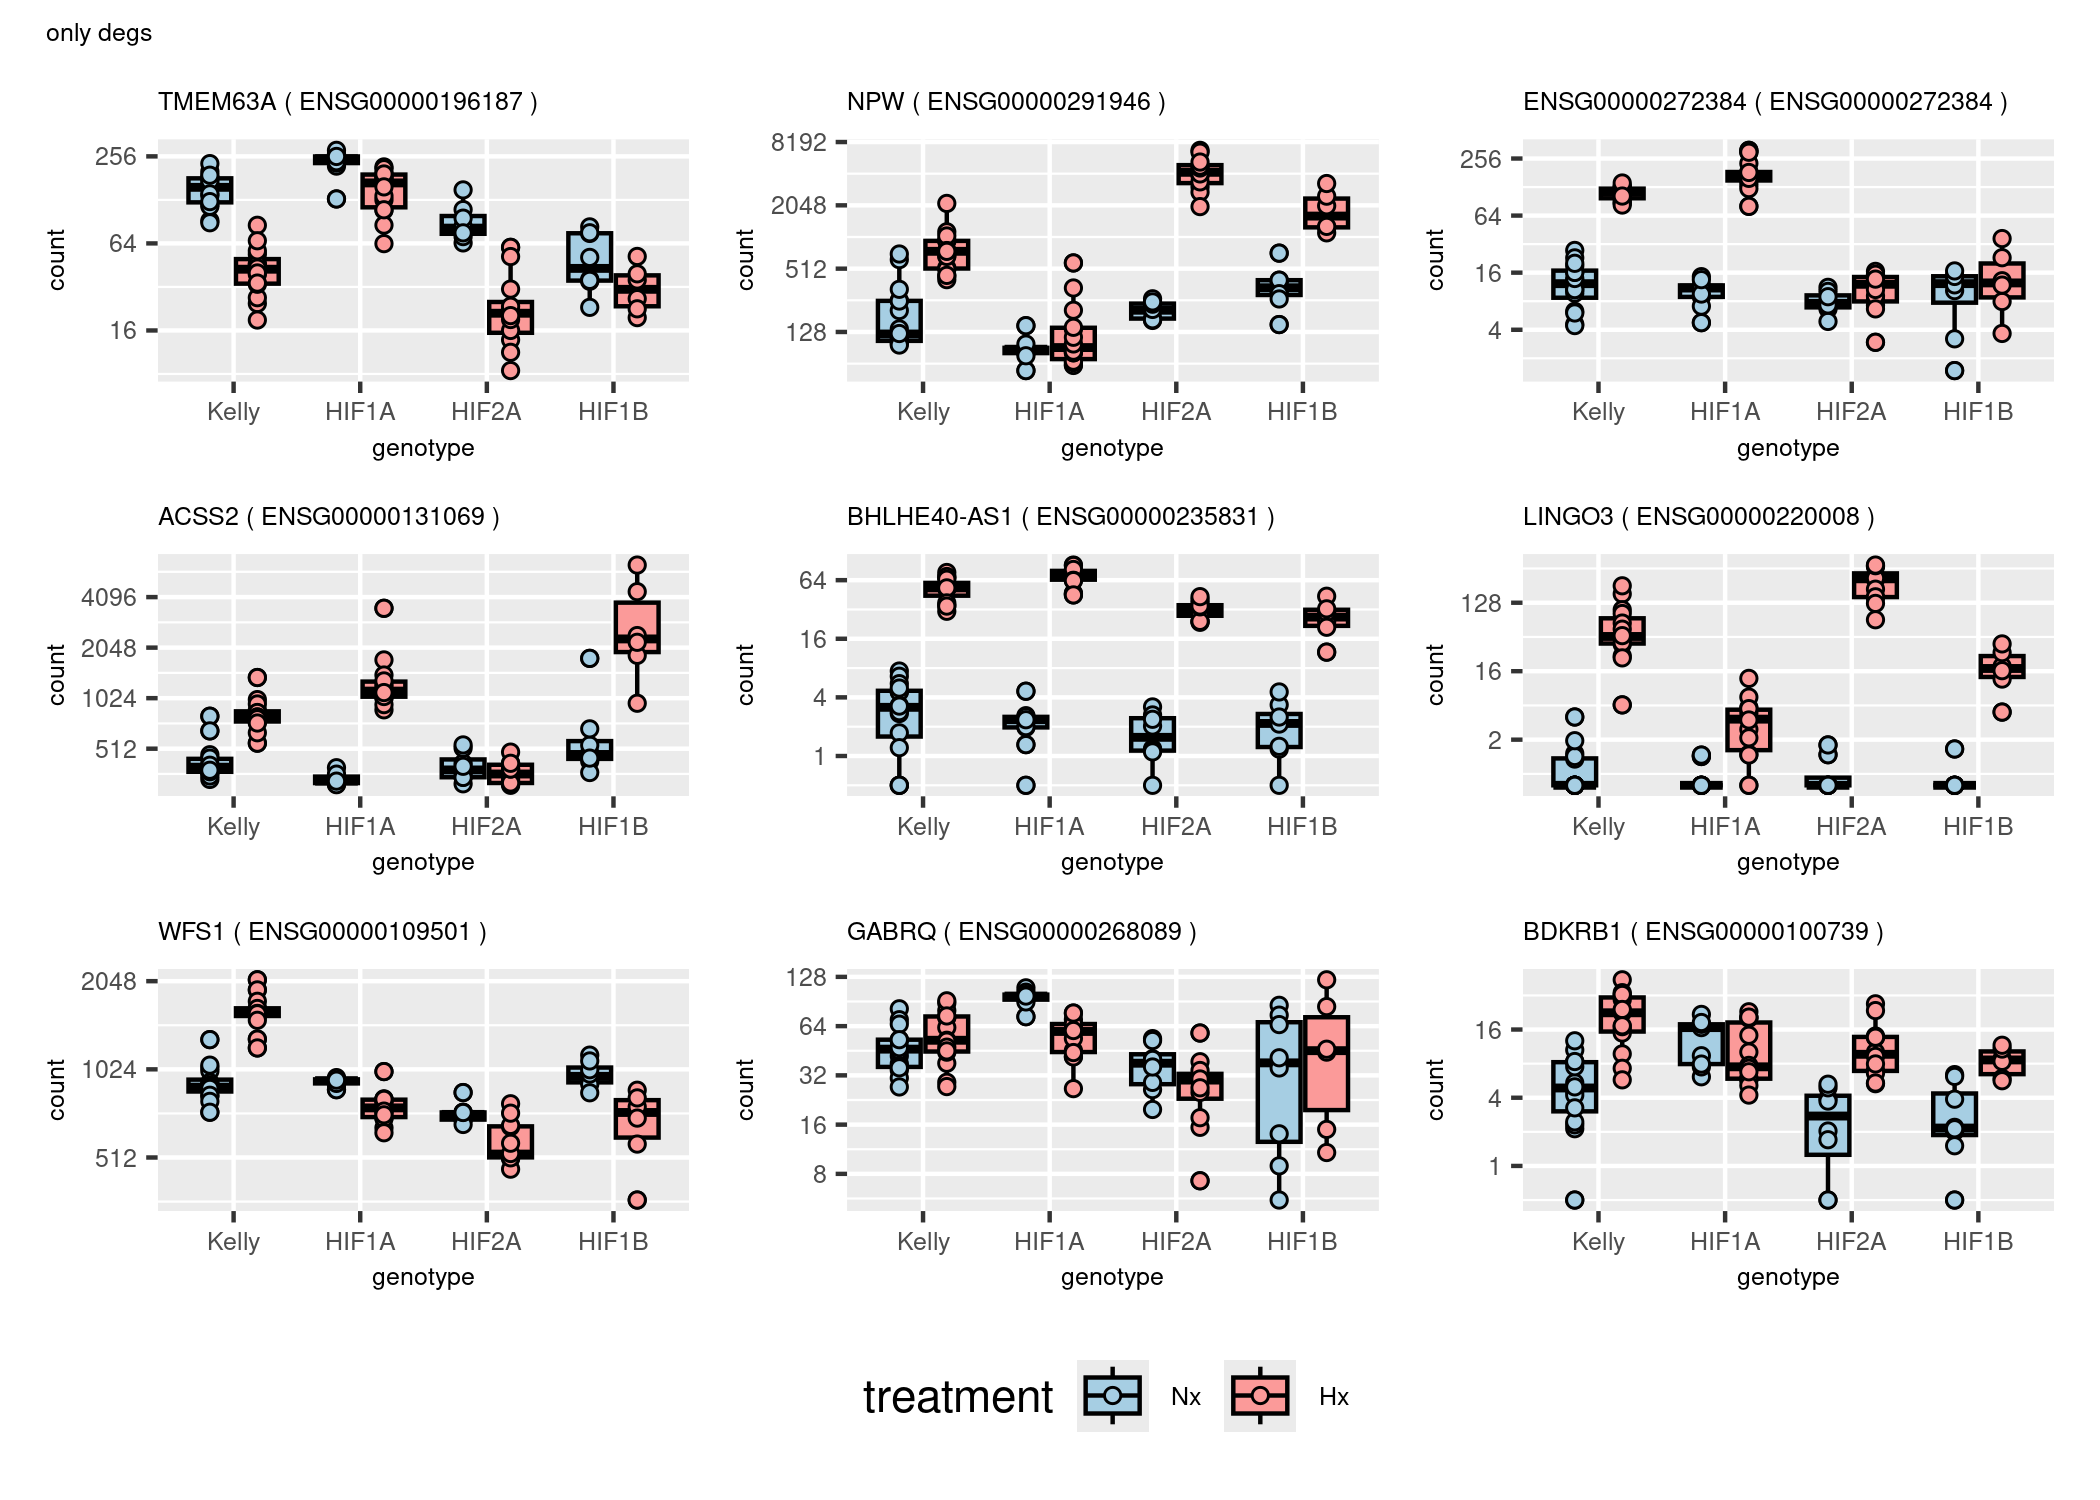 only degs
TMEM63A ( ENSG00000196187 )
256
64
16
count
Kelly HIF1A HIF2A HIF1B
genotype
NPW ( ENSG00000291946 )
8192
2048
512
128
count
Kelly HIF1A HIF2A HIF1B
genotype
ENSG00000272384 ( ENSG00000272384 )
256
64
16
4
count
Kelly HIF1A HIF2A HIF1B
genotype
ACSS2 ( ENSG00000131069 )
4096
2048
1024
512
count
Kelly HIF1A HIF2A HIF1B
genotype
BHLHE40-AS1 ( ENSG00000235831 )
64
16
4
1
count
Kelly HIF1A HIF2A HIF1B
genotype
LINGO3 ( ENSG00000220008 )
128
16
2
count
Kelly HIF1A HIF2A HIF1B
genotype
WFS1 ( ENSG00000109501 )
2048
1024
512
count
Kelly HIF1A HIF2A HIF1B
genotype
GABRQ ( ENSG00000268089 )
128
64
32
16
8
count
Kelly HIF1A HIF2A HIF1B
genotype
BDKRB1 ( ENSG00000100739 )
16
4
1
count
Kelly HIF1A HIF2A HIF1B
genotype
treatment Nx Hx